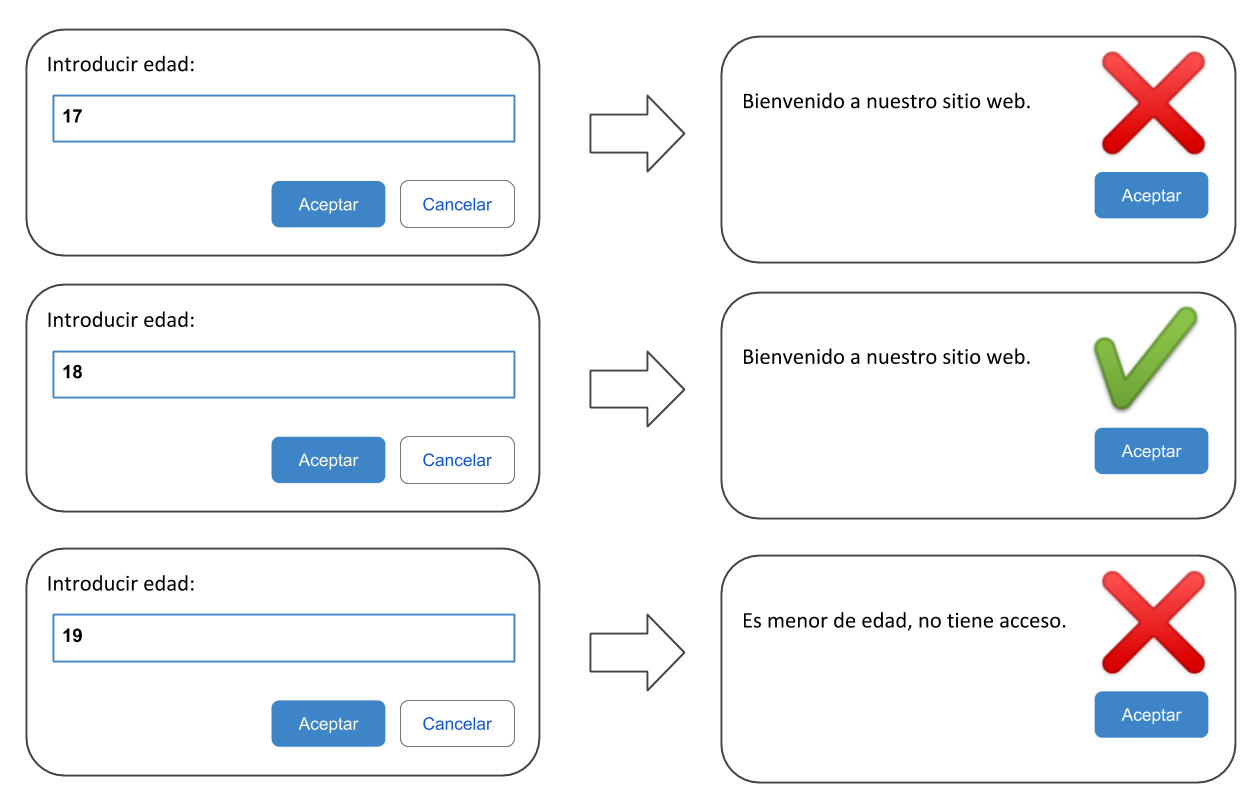 Introducir edad:
17
Aceptar Cancelar
Bienvenido a nuestro sitio web.
Aceptar
Introducir edad:
18
Aceptar Cancelar
Bienvenido a nuestro sitio web.
Aceptar
Introducir edad:
19
Aceptar Cancelar
Es menor de edad, no tiene acceso.
Aceptar